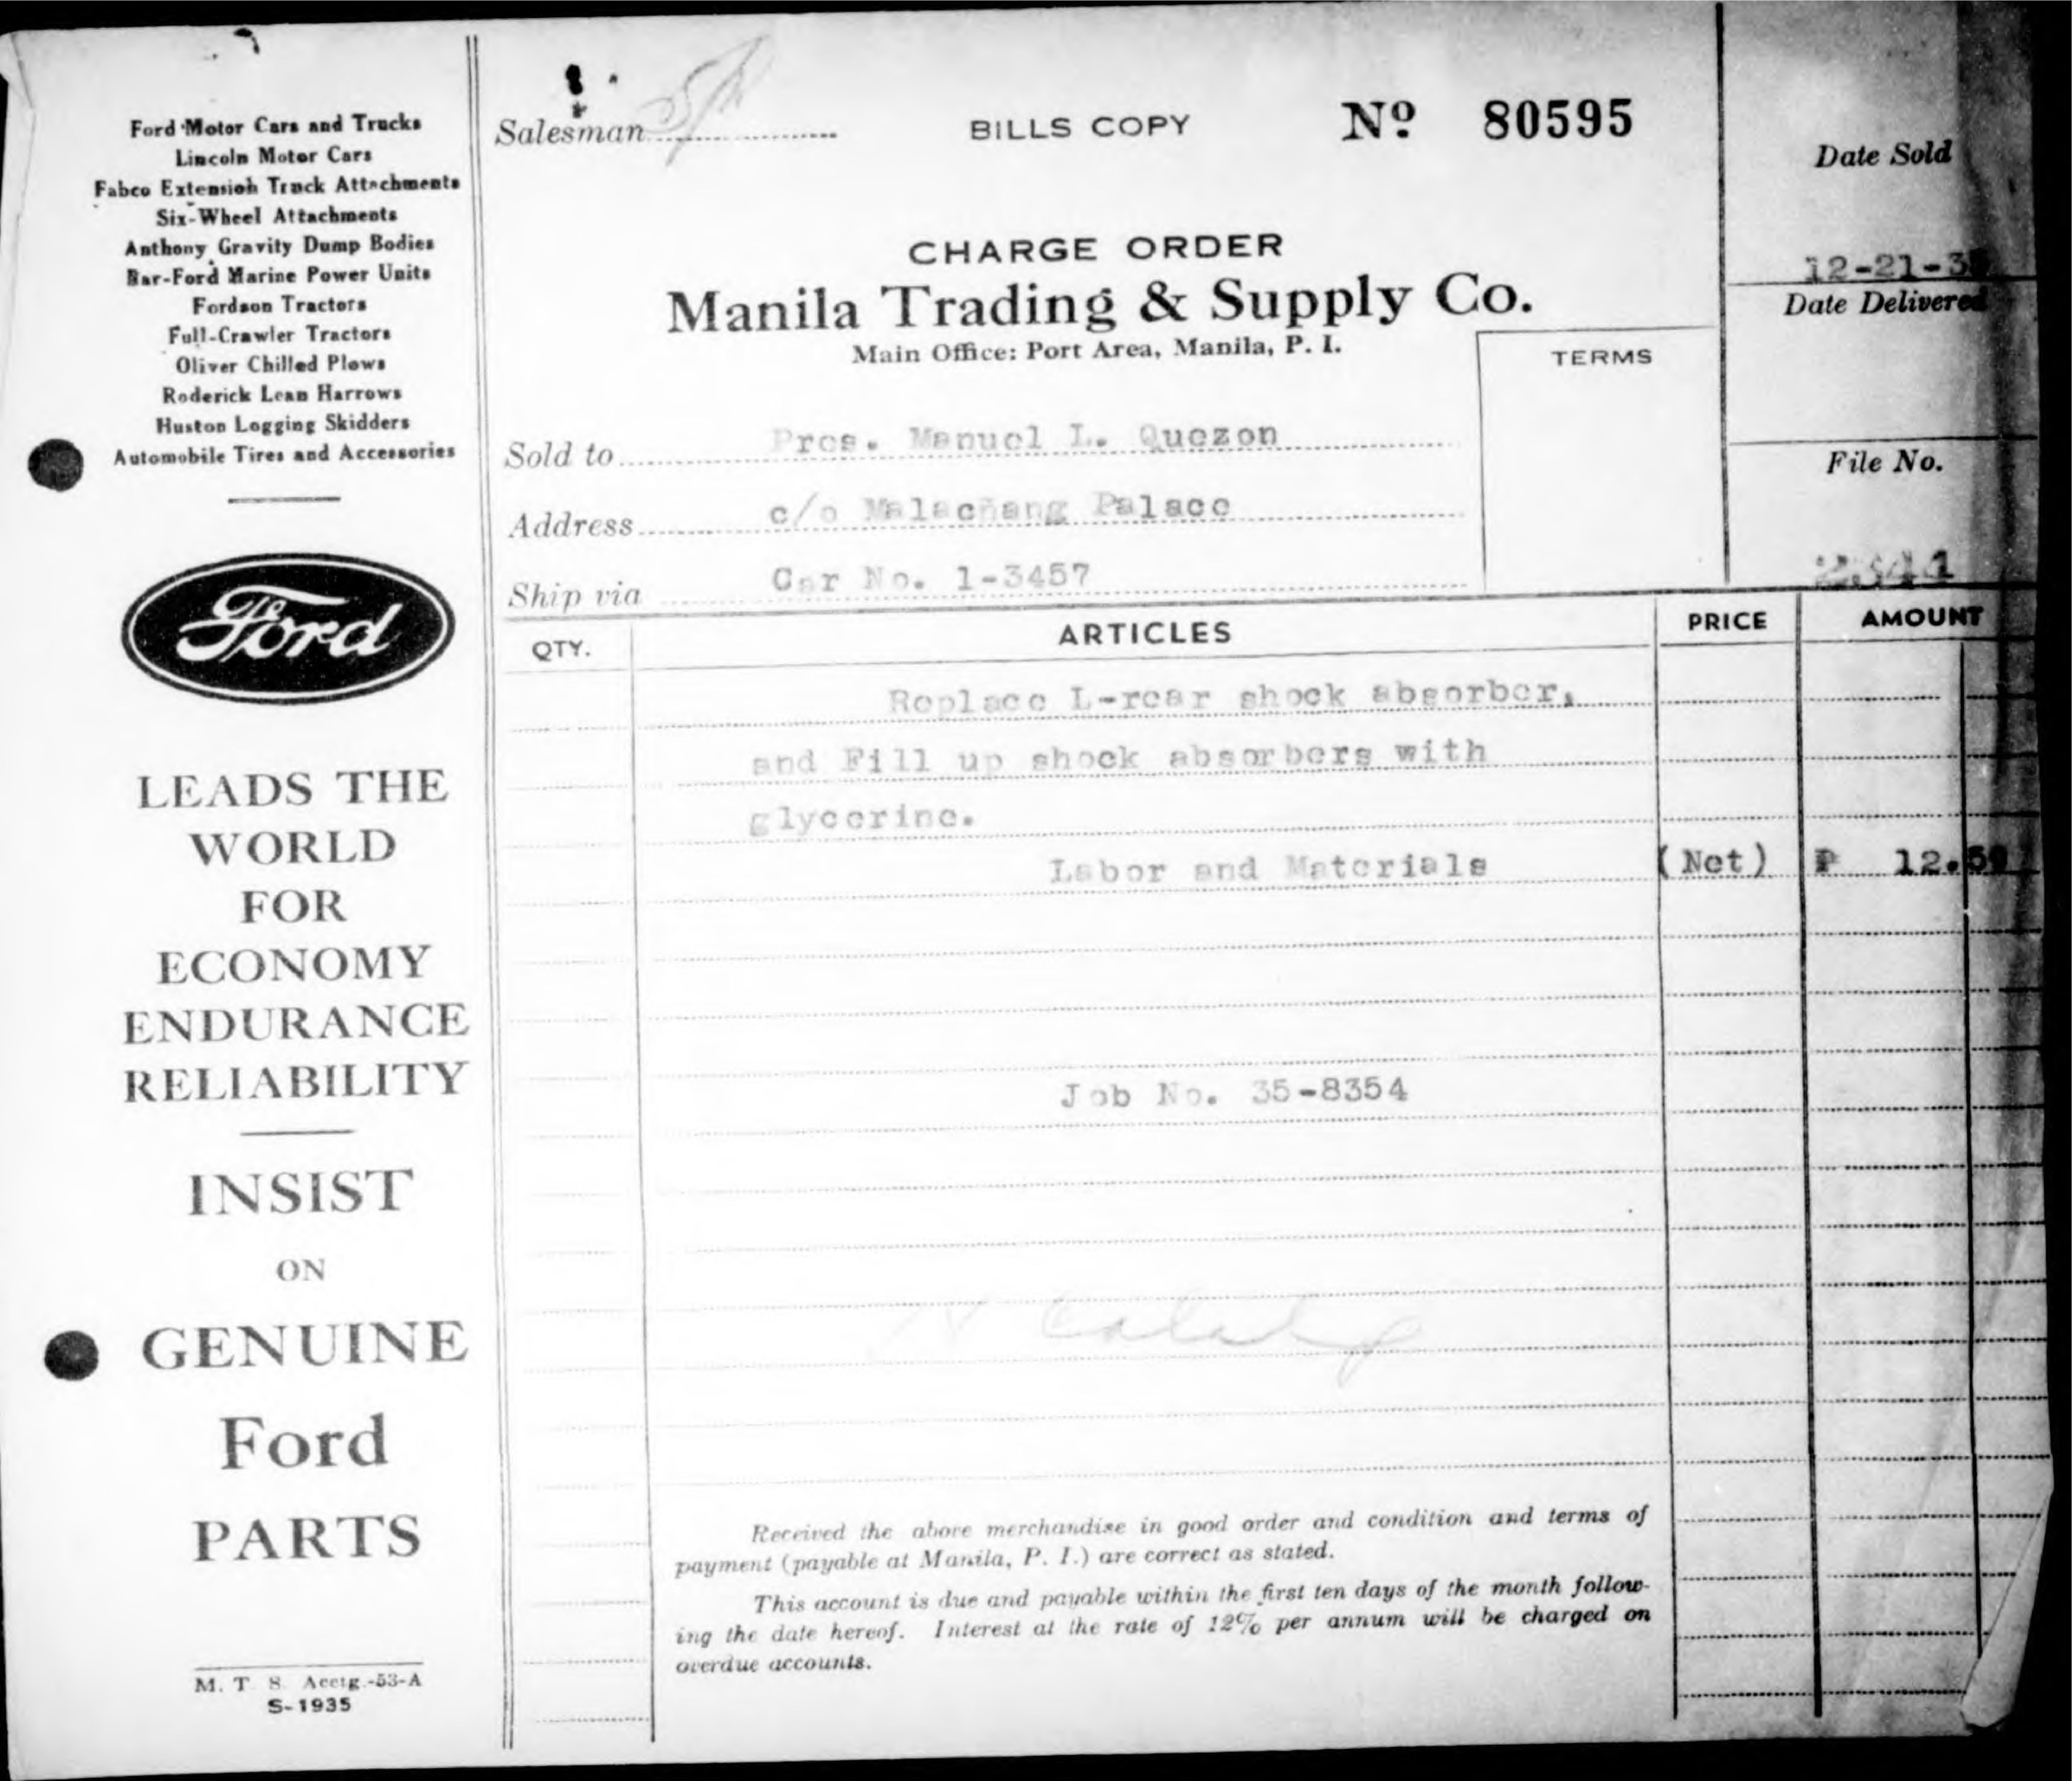 Ford Motor Cars and Trucks
Lincoln Motor Cars
Fabco Extension Truck Attachments
Six-Wheel Attachments
Anthony Gravity Dump Bodies
Bar-Ford Marine Power Units
Fordson Tractors
Full-Crawler Tractors
Oliver Chilled Plows
Roderick Lean Harrows
Huston Logging Skidders
Automobile Tires and Accessories
Ford
LEADS THE
WORLD
FOR
ECONOMY
ENDURANCE
RELIABILITY
INSIST
ON
GENUINE
Ford
PARTS
M. T. S. Acctg.-53-A
S-1935
Salesman
BILLS COPY
Nº 80595
CHARGE ORDER
Manila Trading & Supply Co.
Main Office: Port Area, Manila, P. I.
TERMS
Date Sold
12-21-35
Date Delivered
File No.
Sold to Pres. Manuel L. Quezon
Address c/o Malacñang Palace
Ship via Car No. 1-3457
QTY. ARTICLES PRICE AMOUNT
Replace L-rear shock absorber,
and Fill up shock absorbers with
glycerine.
Labor and Materials (Net) ₱ 12.50
Job No. 35-8354
Received the above merchandise in good order and condition and terms of
payment (payable at Manila, P. I.) are correct as stated.
This account is due and payable within the first ten days of the month follow-
ing the date hereof. Interest at the rate of 12% per annum will be charged on
overdue accounts.